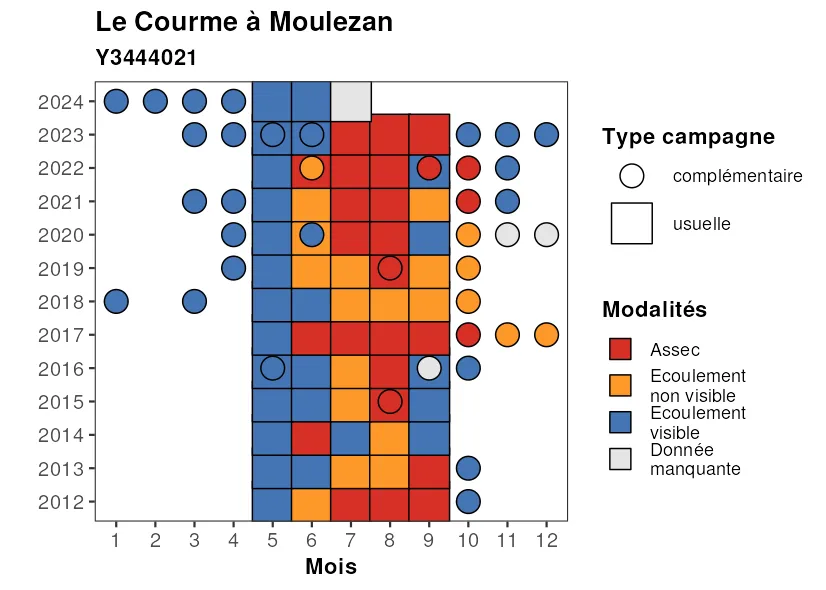 Le Courme à Moulezan
Y3444021
2024
2023
2022
2021
2020
2019
2018
2017
2016
2015
2014
2013
2012
1 2 3 4 5 6 7 8 9 10 11 12
Mois
Type campagne
complémentaire
usuelle
Modalités
Assec
Ecoulement
non visible
Ecoulement
visible
Donnée
manquante